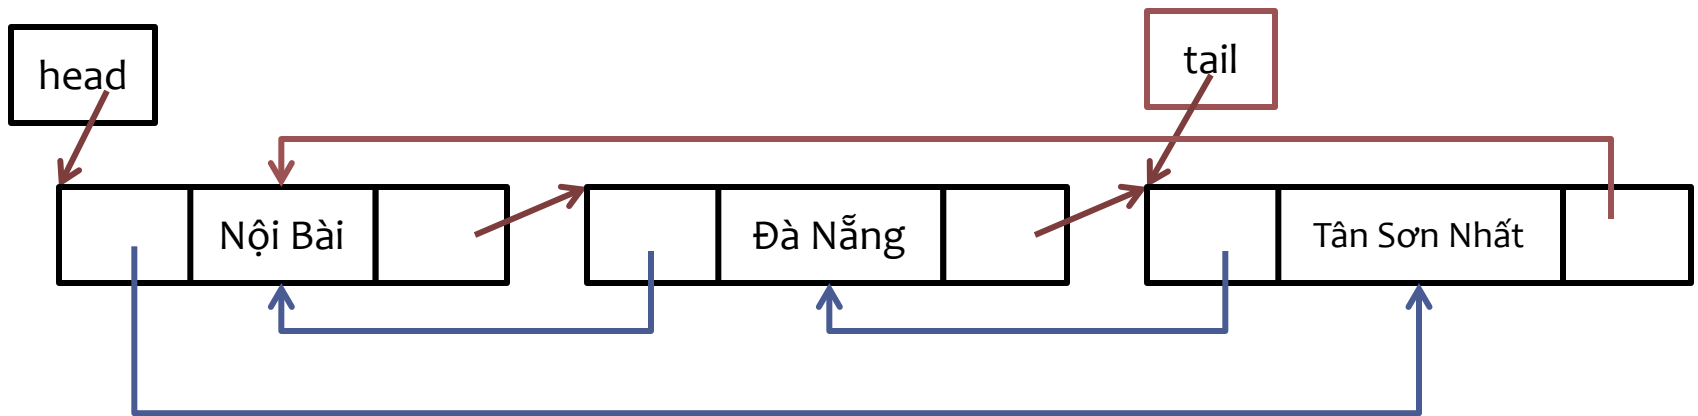 head
tail
Nội Bài
Đà Nẵng
Tân Sơn Nhất